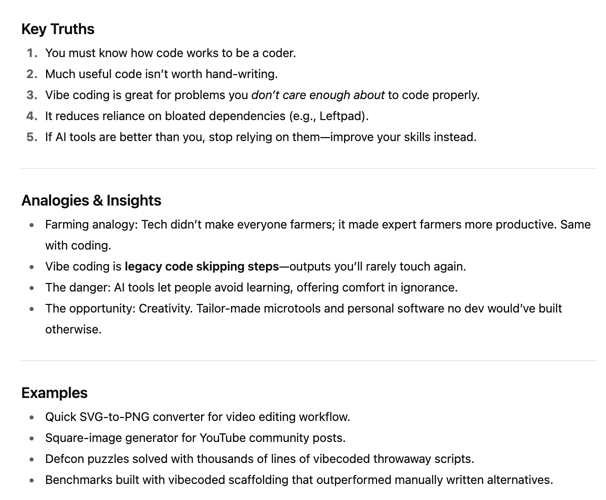 Key Truths
1. You must know how code works to be a coder.
2. Much useful code isn’t worth hand-writing.
3. Vibe coding is great for problems you don’t care enough about to code properly.
4. It reduces reliance on bloated dependencies (e.g., Leftpad).
5. If AI tools are better than you, stop relying on them—improve your skills instead.
Analogies & Insights
• Farming analogy: Tech didn’t make everyone farmers; it made expert farmers more productive. Same
with coding.
• Vibe coding is legacy code skipping steps—outputs you’ll rarely touch again.
• The danger: AI tools let people avoid learning, offering comfort in ignorance.
• The opportunity: Creativity. Tailor-made microtools and personal software no dev would’ve built
otherwise.
Examples
• Quick SVG-to-PNG converter for video editing workflow.
• Square-image generator for YouTube community posts.
• Defcon puzzles solved with thousands of lines of vibecoded throwaway scripts.
• Benchmarks built with vibecoded scaffolding that outperformed manually written alternatives.